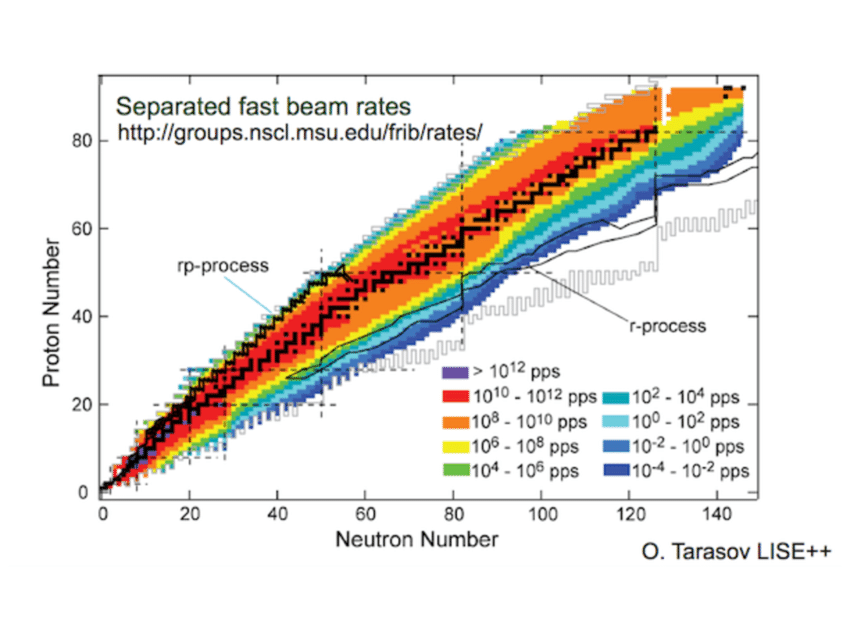 Separated fast beam rates
http://groups.nscl.msu.edu/frib/rates/
80
60
40
20
0
Proton Number
rp-process
r-process
> 10¹² pps
10¹⁰ - 10¹² pps
10⁸ - 10¹⁰ pps
10⁶ - 10⁸ pps
10⁴ - 10⁶ pps
10² - 10⁴ pps
10⁰ - 10² pps
10⁻² - 10⁰ pps
10⁻⁴ - 10⁻² pps
0 20 40 60 80 100 120 140
Neutron Number
O. Tarasov LISE++